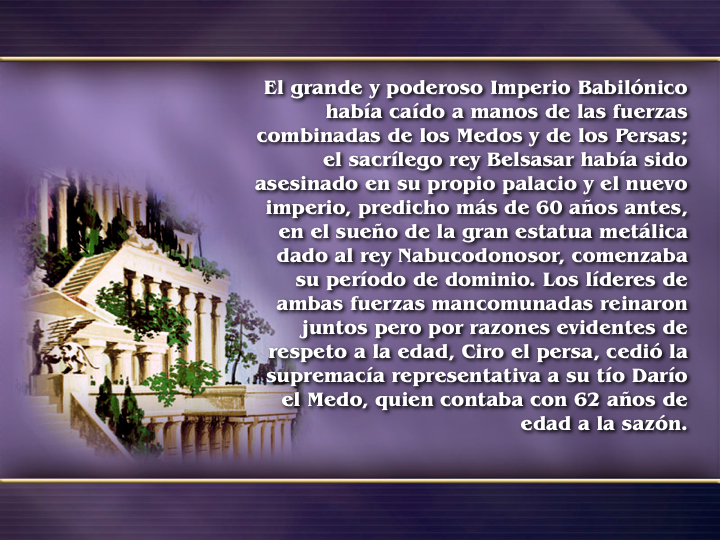 El grande y poderoso Imperio Babilónico
había caído a manos de las fuerzas
combinadas de los Medos y de los Persas;
el sacrílego rey Belsasar había sido
asesinado en su propio palacio y el nuevo
imperio, predicho más de 60 años antes,
en el sueño de la gran estatua metálica
dado al rey Nabucodonosor, comenzaba
su período de dominio. Los líderes de
ambas fuerzas mancomunadas reinaron
juntos pero por razones evidentes de
respeto a la edad, Ciro el persa, cedió la
supremacía representativa a su tío Darío
el Medo, quien contaba con 62 años de
edad a la sazón.